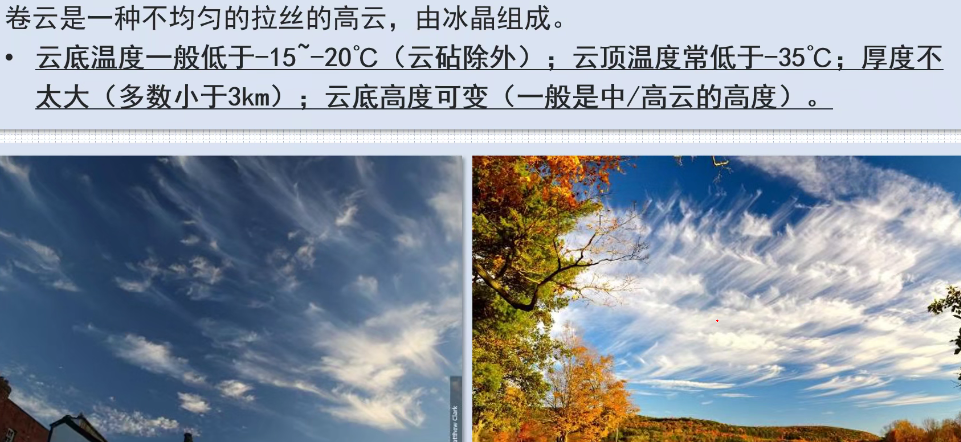 卷云是一种不均匀的拉丝的高云，由冰晶组成。
• 云底温度一般低于-15~-20℃（云砧除外）；云顶温度常低于-35℃；厚度不
太大（多数小于3km）；云底高度可变（一般是中/高云的高度）。
Clark